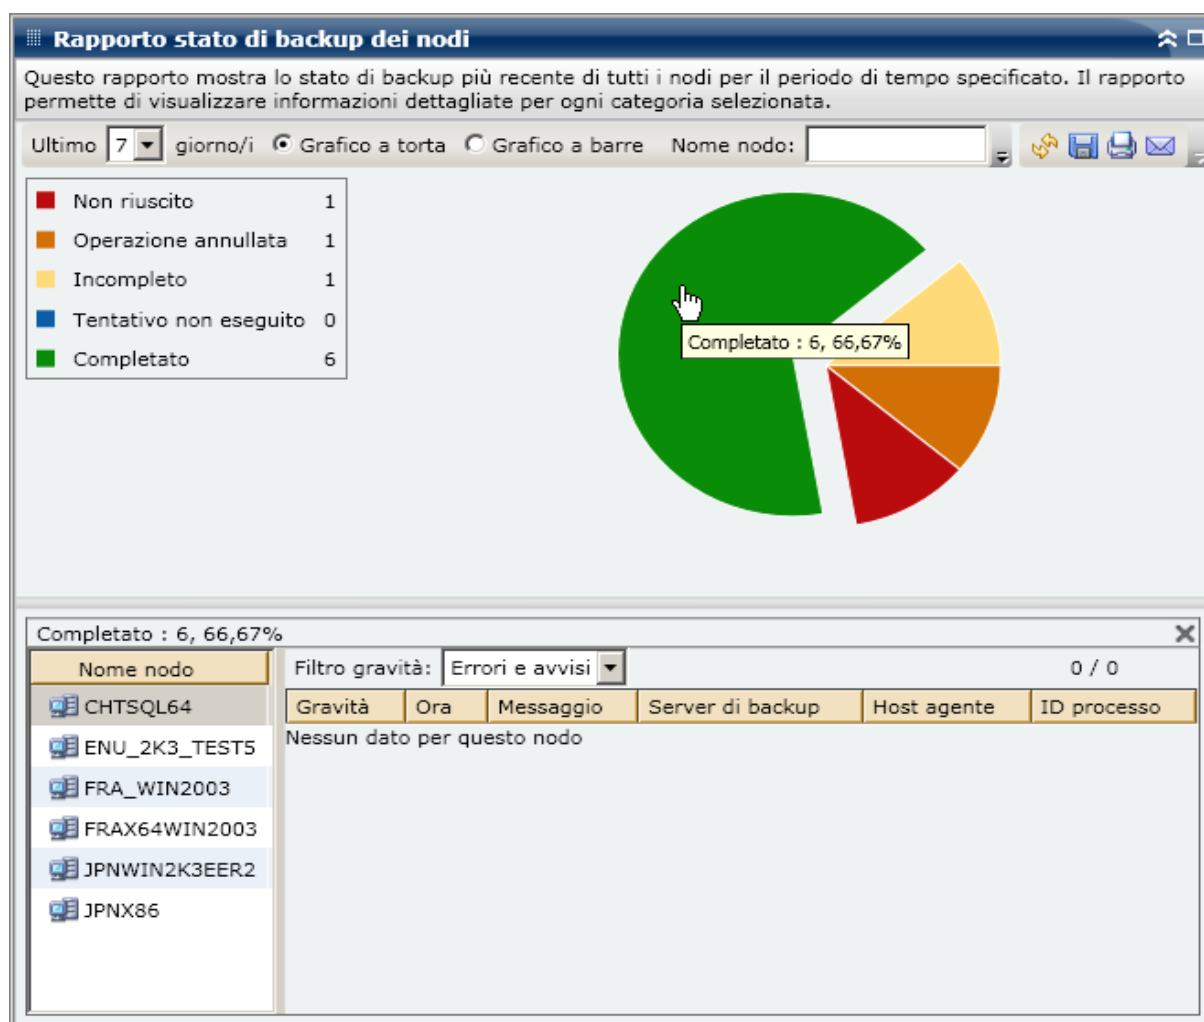 Rapporto stato di backup dei nodi
Questo rapporto mostra lo stato di backup più recente di tutti i nodi per il periodo di tempo specificato. Il rapporto
permette di visualizzare informazioni dettagliate per ogni categoria selezionata.
Ultimo 7 giorno/i Grafico a torta Grafico a barre Nome nodo:
Non riuscito 1
Operazione annullata 1
Incompleto 1
Tentativo non eseguito 0
Completato 6
Completato : 6, 66,67%
Completato : 6, 66,67%
Nome nodo
Filtro gravità: Errori e avvisi 0 / 0
Gravità Ora Messaggio Server di backup Host agente ID processo
Nessun dato per questo nodo
CHTSQL64
ENU_2K3_TEST5
FRA_WIN2003
FRAX64WIN2003
JPNWIN2K3EER2
JPNX86